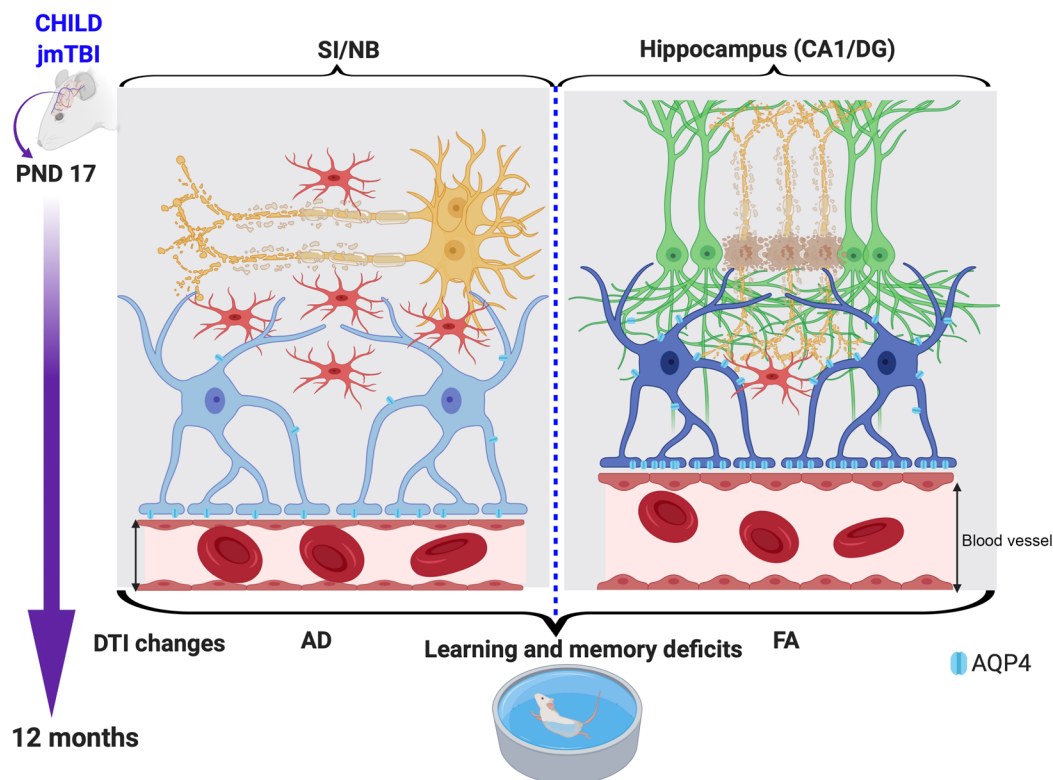 CHILD
jmTBI
PND 17
12 months
SI/NB
Hippocampus (CA1/DG)
Blood vessel
DTI changes
AD
FA
Learning and memory deficits
AQP4